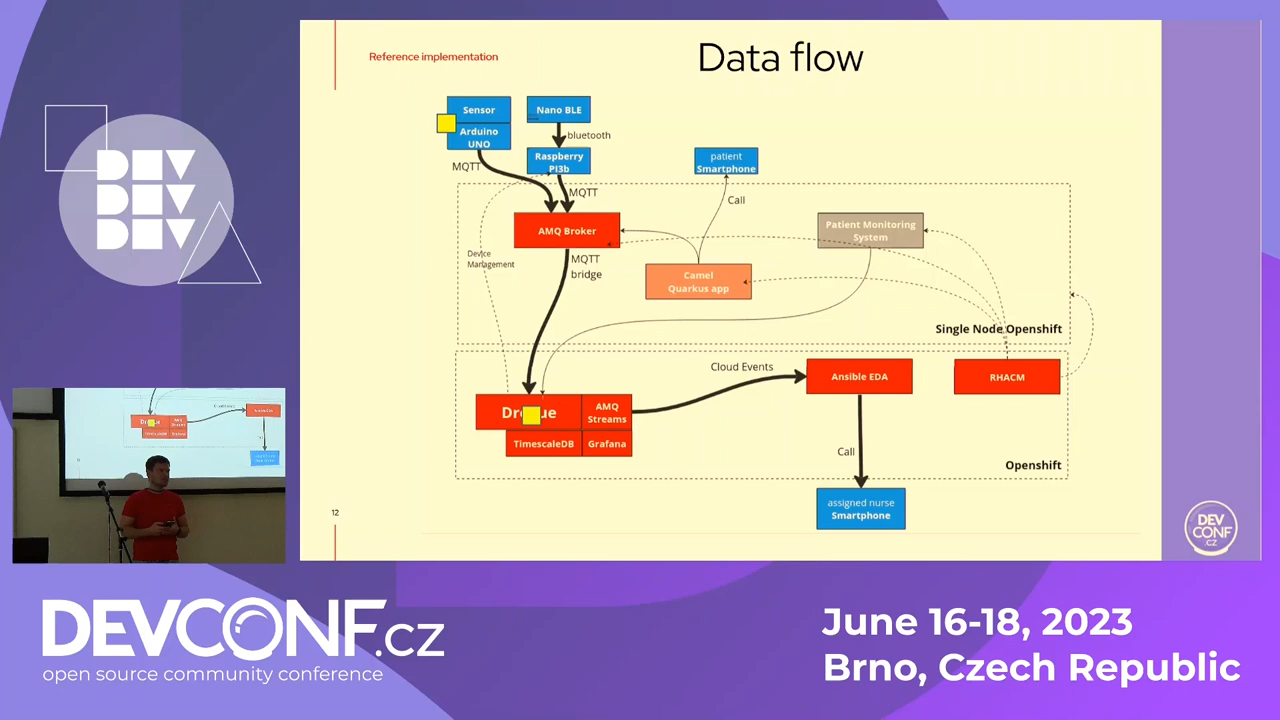 Reference implementation
Data flow
Sensor
Nano BLE
Arduino
UNO
bluetooth
MQTT
Raspberry
PI3b
patient
Smartphone
MQTT
Call
AMQ Broker
Patient Monitoring
System
Device
Management
MQTT
bridge
Camel
Quarkus app
Single Node Openshift
Cloud Events
Ansible EDA
RHACM
AMQ
Streams
TimescaleDB
Grafana
Call
Openshift
assigned nurse
Smartphone
12
DEV
CONF
.CZ
DEV
DEV
DEV
DEVCONF.cz
open source community conference
June 16-18, 2023
Brno, Czech Republic